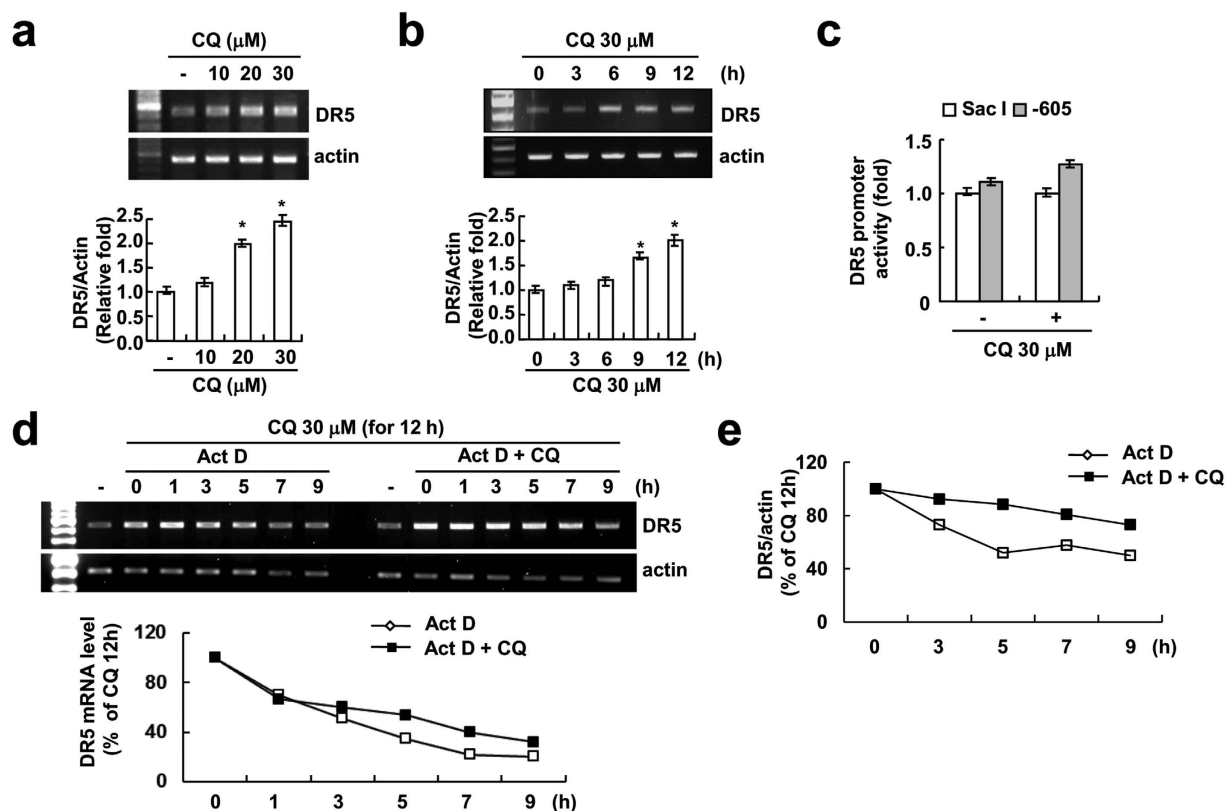 a
CQ (μM)
- 10 20 30
DR5
actin
DR5/Actin
(Relative fold)
2.5
2.0
1.5
1.0
0.5
0.0
* *
- 10 20 30
CQ (μM)
b
CQ 30 μM
0 3 6 9 12 (h)
DR5
actin
DR5/Actin
(Relative fold)
2.5
2.0
1.5
1.0
0.5
0.0
* *
0 3 6 9 12 (h)
CQ 30 μM
c
Sac I -605
DR5 promoter
activity (fold)
1.5
1.0
0.5
0
- +
CQ 30 μM
d
CQ 30 μM (for 12 h)
Act D Act D + CQ
- 0 1 3 5 7 9 - 0 1 3 5 7 9 (h)
DR5
actin
Act D
Act D + CQ
DR5 mRNA level
(% of CQ 12h)
120
80
40
0
0 1 3 5 7 9 (h)
e
Act D
Act D + CQ
DR5/actin
(% of CQ 12h)
120
80
40
0
0 3 5 7 9 (h)